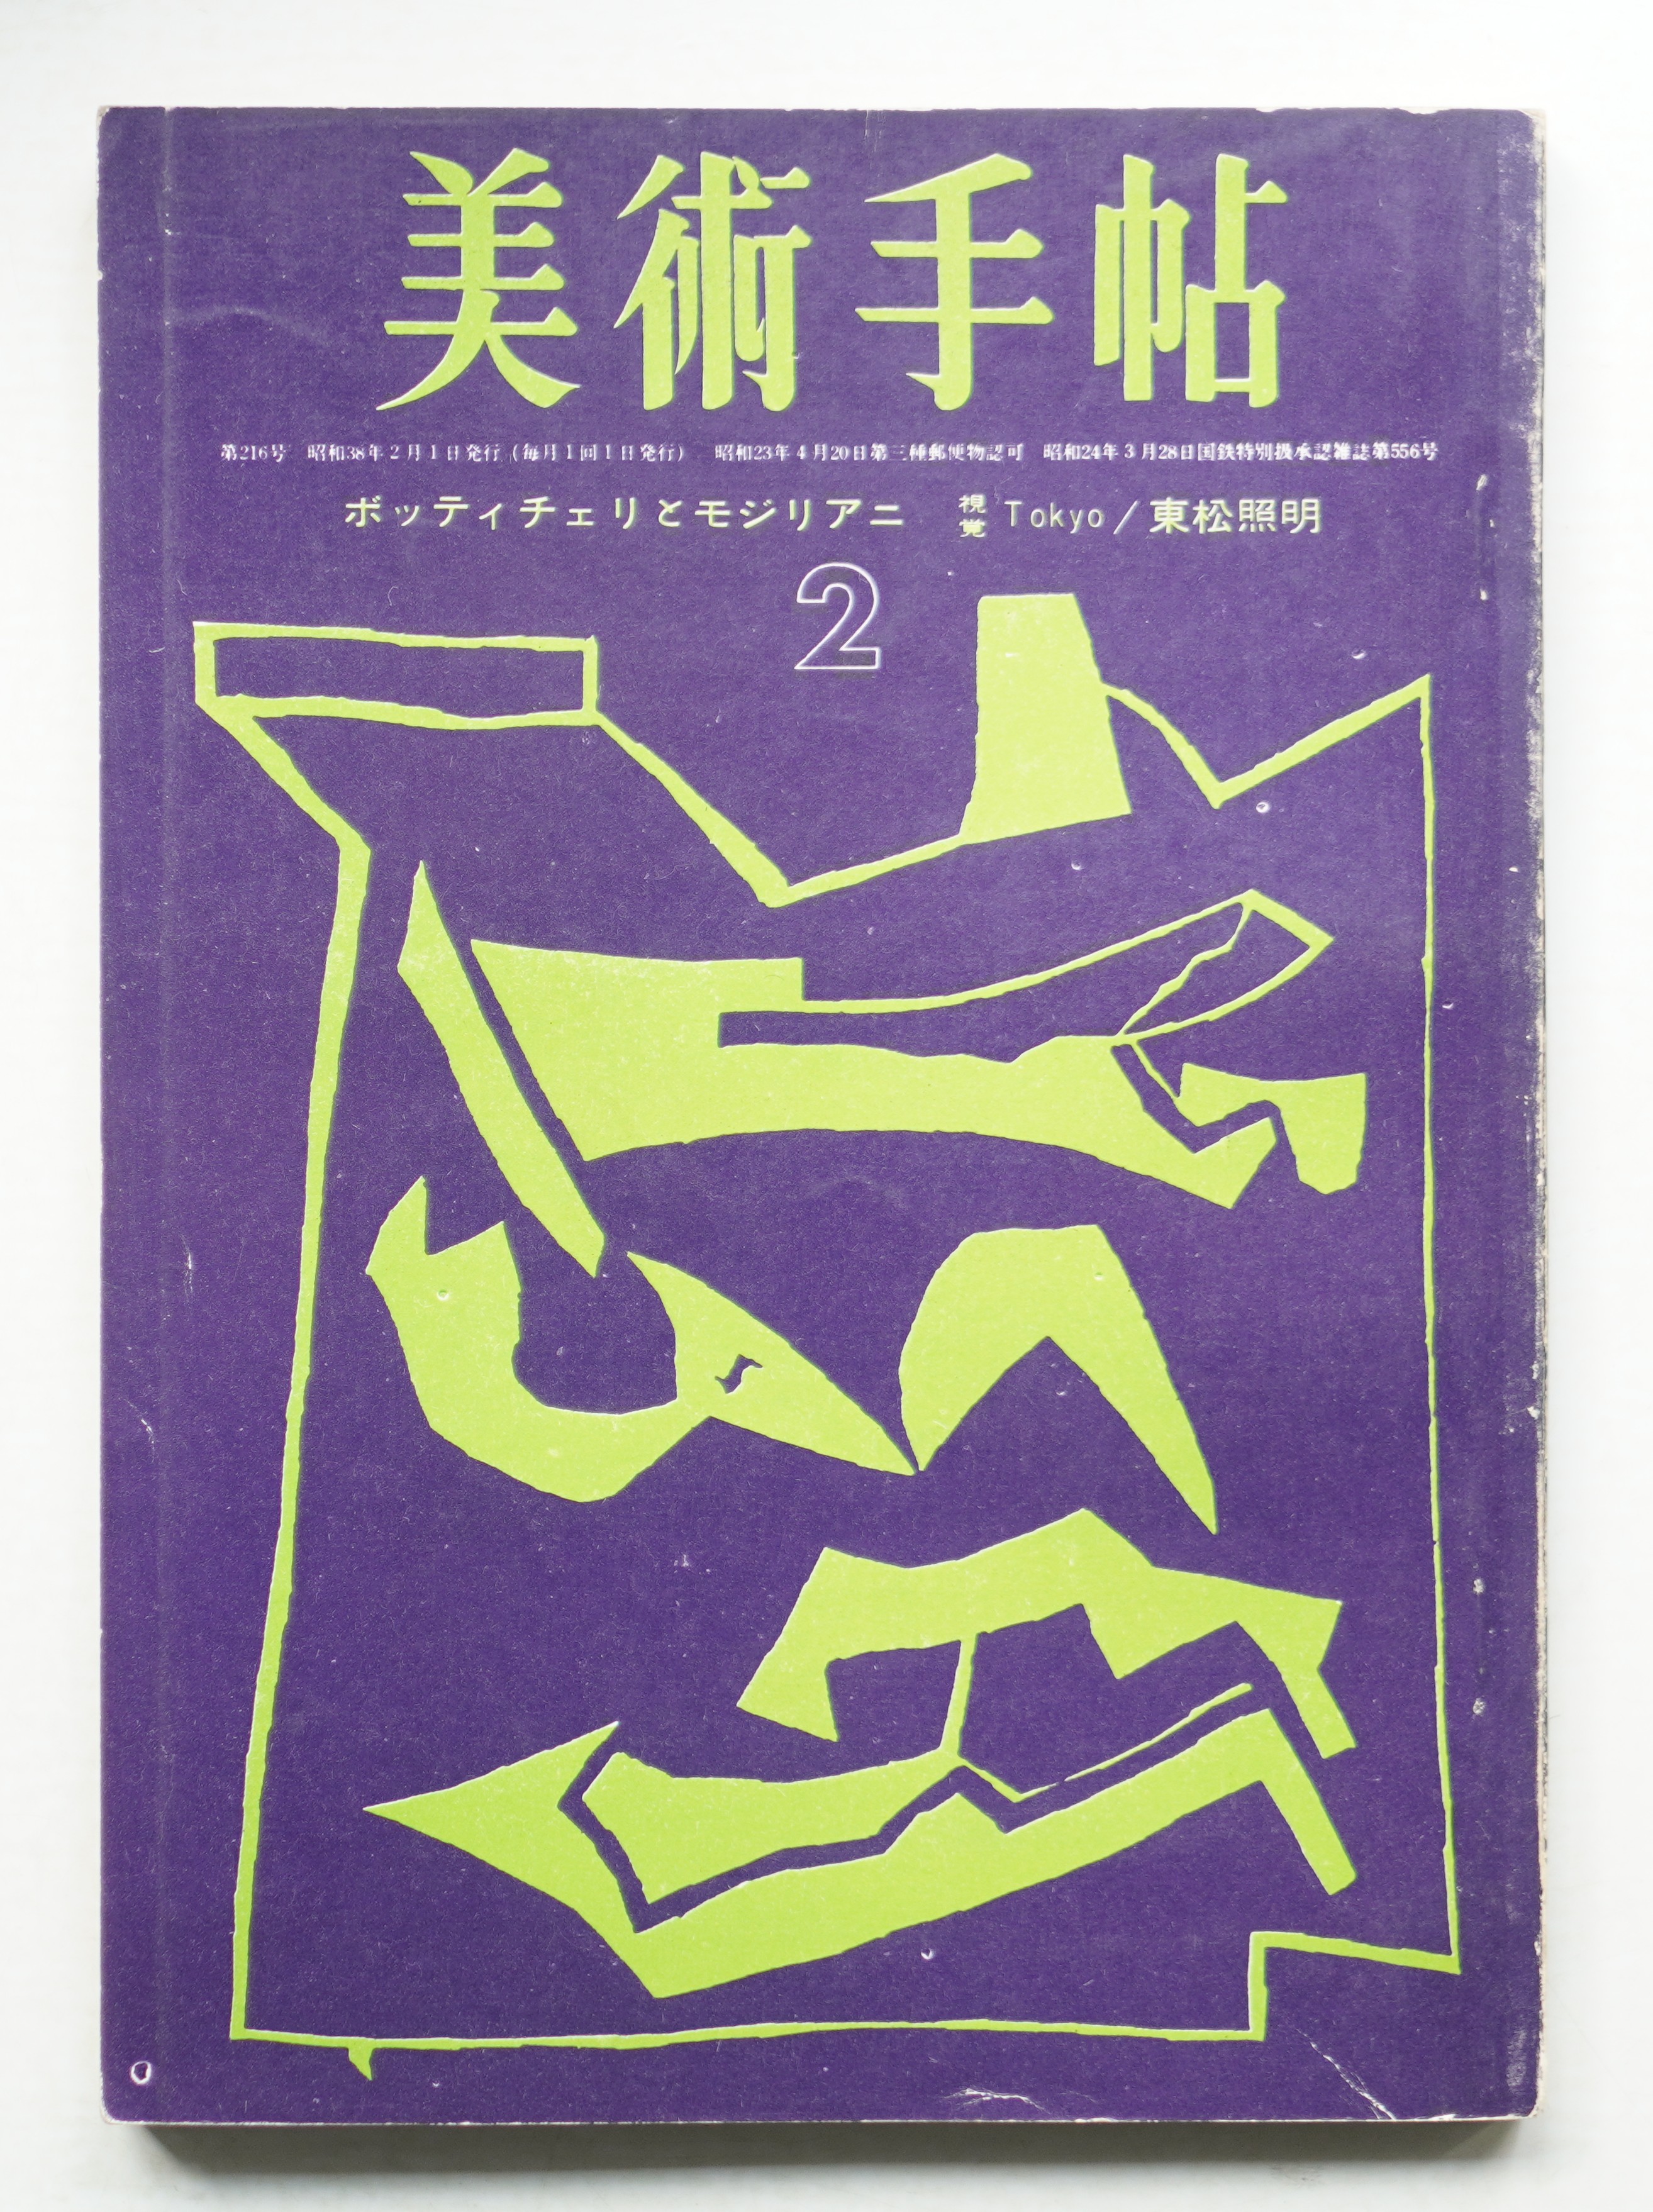 美術手帖
第216号 昭和38年2月1日発行(毎月1回1日発行) 昭和23年4月20日第三種郵便物認可 昭和24年3月28日国鉄特別扱承認雑誌第556号
ボッティチェリとモジリアニ 視覚 Tokyo/東松照明
2